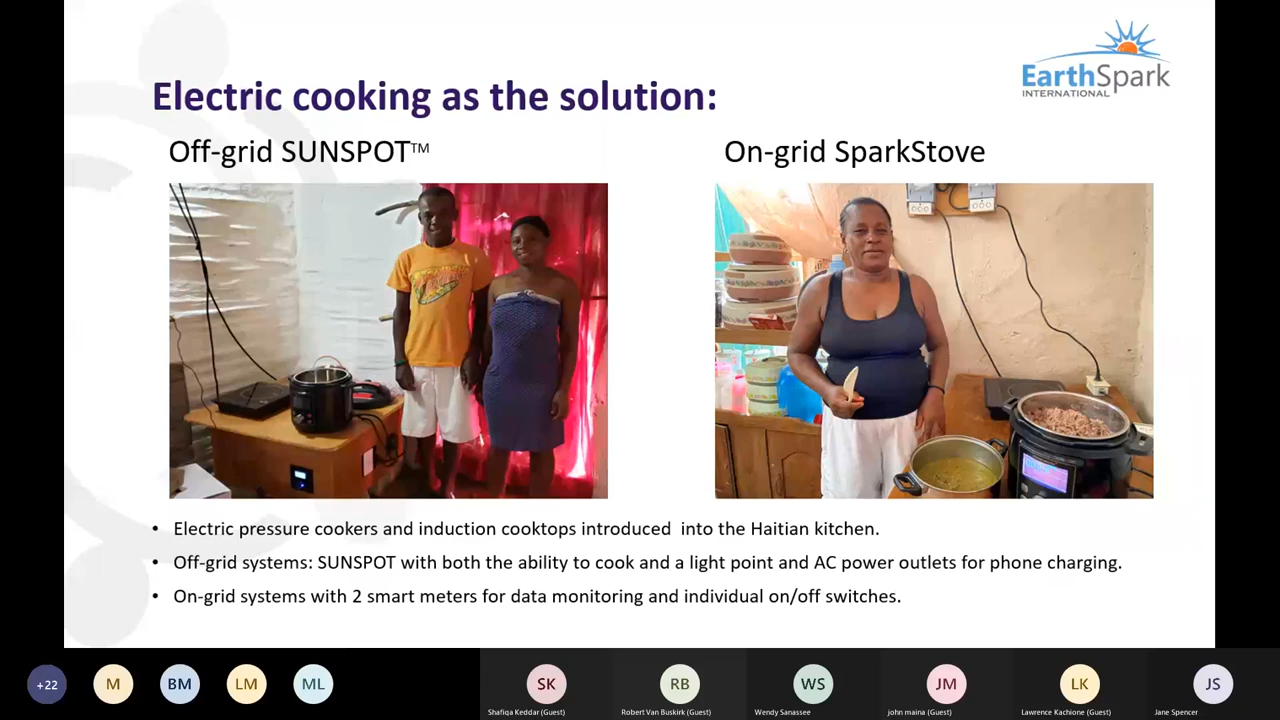 EarthSpark
INTERNATIONAL
Electric cooking as the solution:
Off-grid SUNSPOT™
On-grid SparkStove
• Electric pressure cookers and induction cooktops introduced into the Haitian kitchen.
• Off-grid systems: SUNSPOT with both the ability to cook and a light point and AC power outlets for phone charging.
• On-grid systems with 2 smart meters for data monitoring and individual on/off switches.
+22
M
BM
LM
ML
SK
RB
WS
JM
LK
JS
Shafiqa Keddar (Guest)
Robert Van Buskirk (Guest)
Wendy Sanassee
john maina (Guest)
Lawrence Kachione (Guest)
Jane Spencer